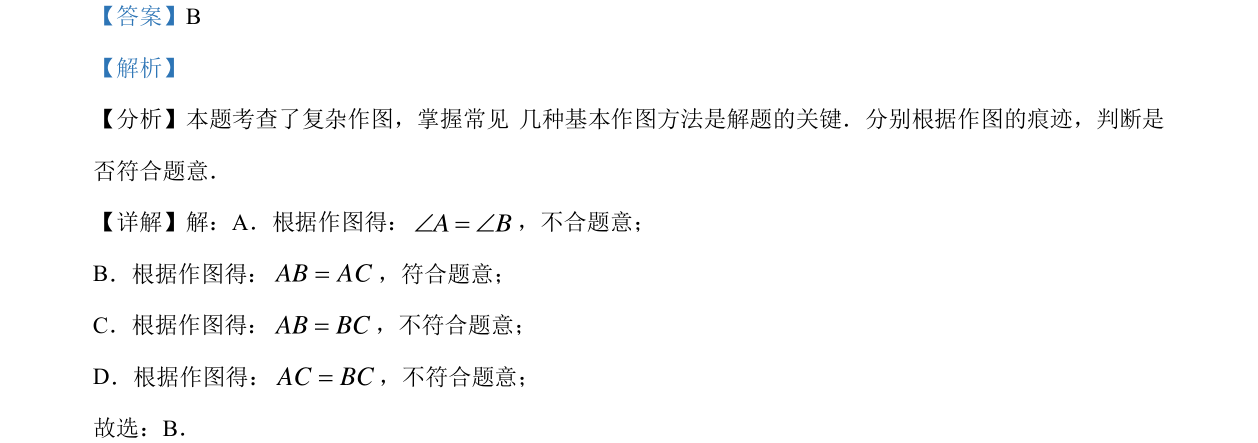 【答案】B
【解析】
【分析】本题考查了复杂作图，掌握常见 几种基本作图方法是解题的关键．分别根据作图的痕迹，判断是
否符合题意．
【详解】解：A．根据作图得：∠A = ∠B，不合题意；
B．根据作图得：AB = AC，符合题意；
C．根据作图得：AB = BC，不符合题意；
D．根据作图得：AC = BC，不符合题意；
故选：B．